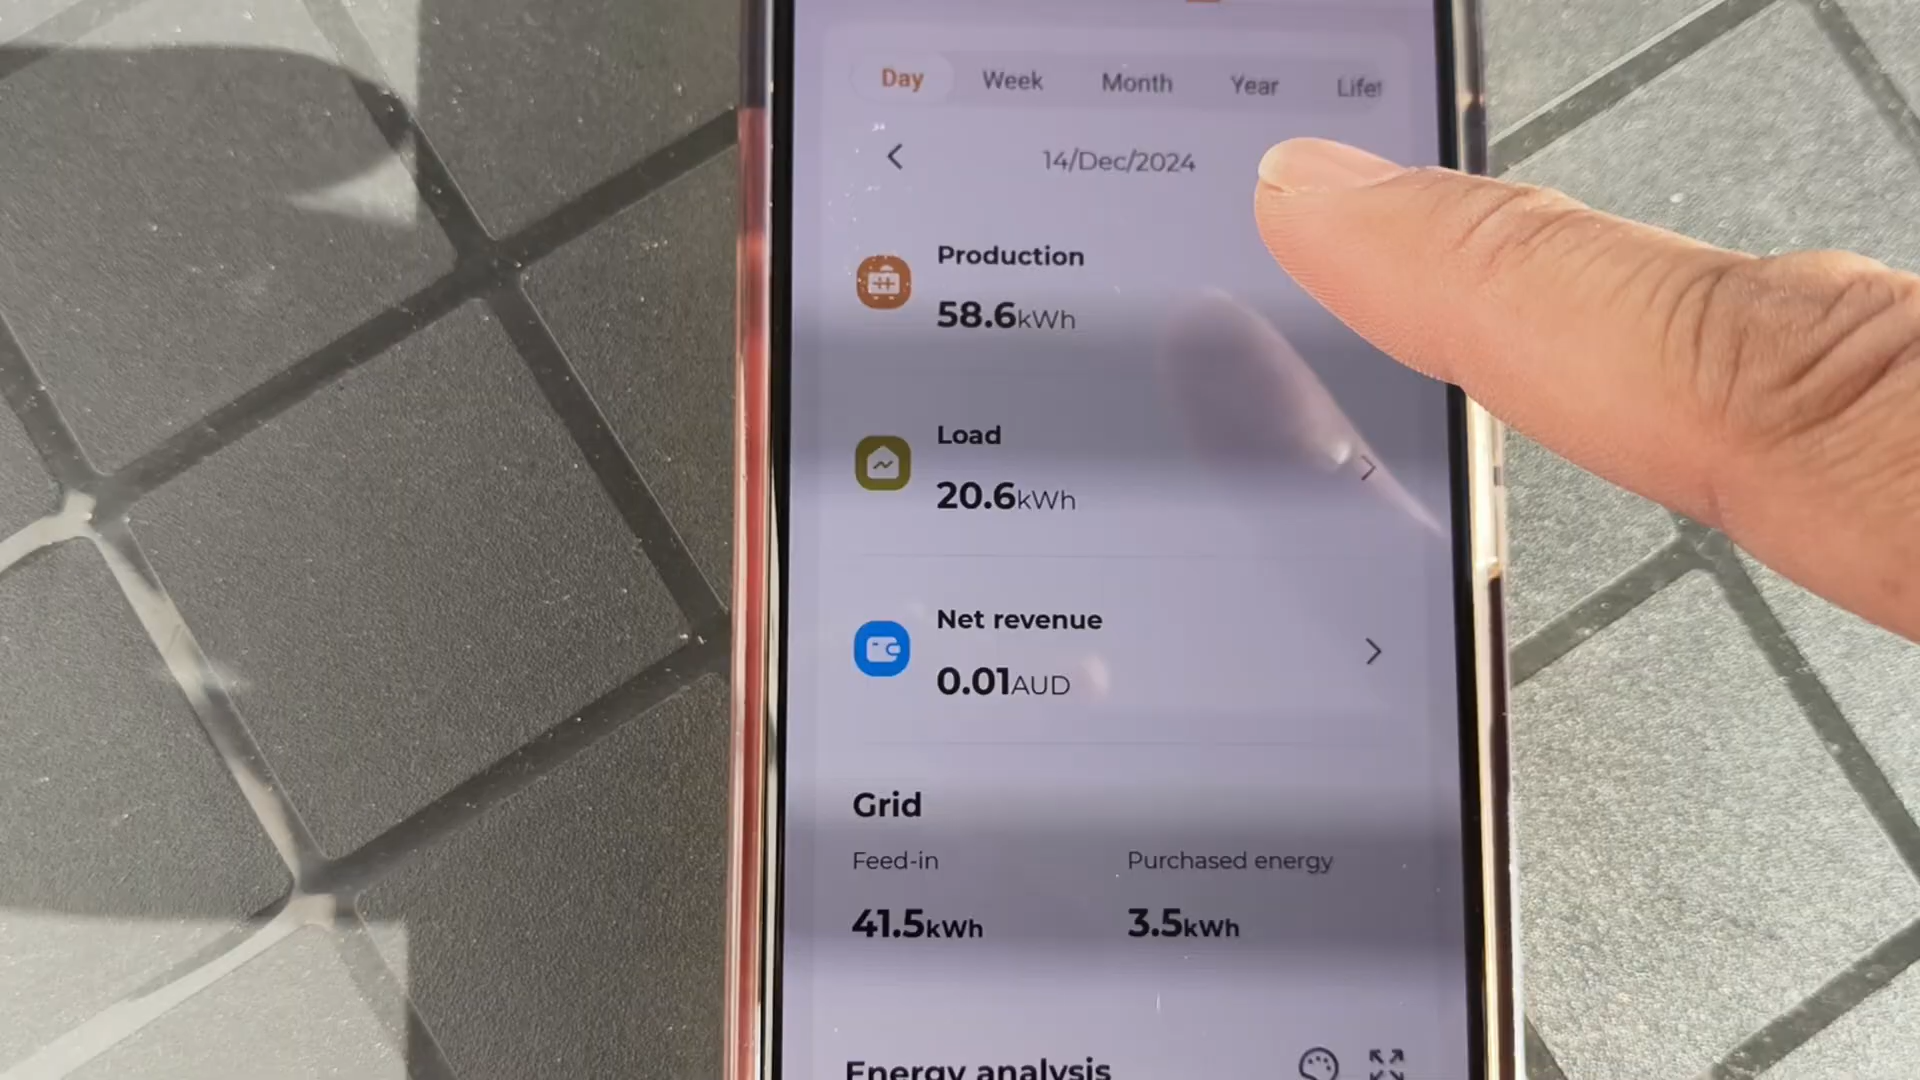 Day Week Month Year Lifet
14/Dec/2024
Production
58.6kWh
Load
20.6kWh
Net revenue
0.01AUD
Grid
Feed-in Purchased energy
41.5kWh 3.5kWh
Energy analysis